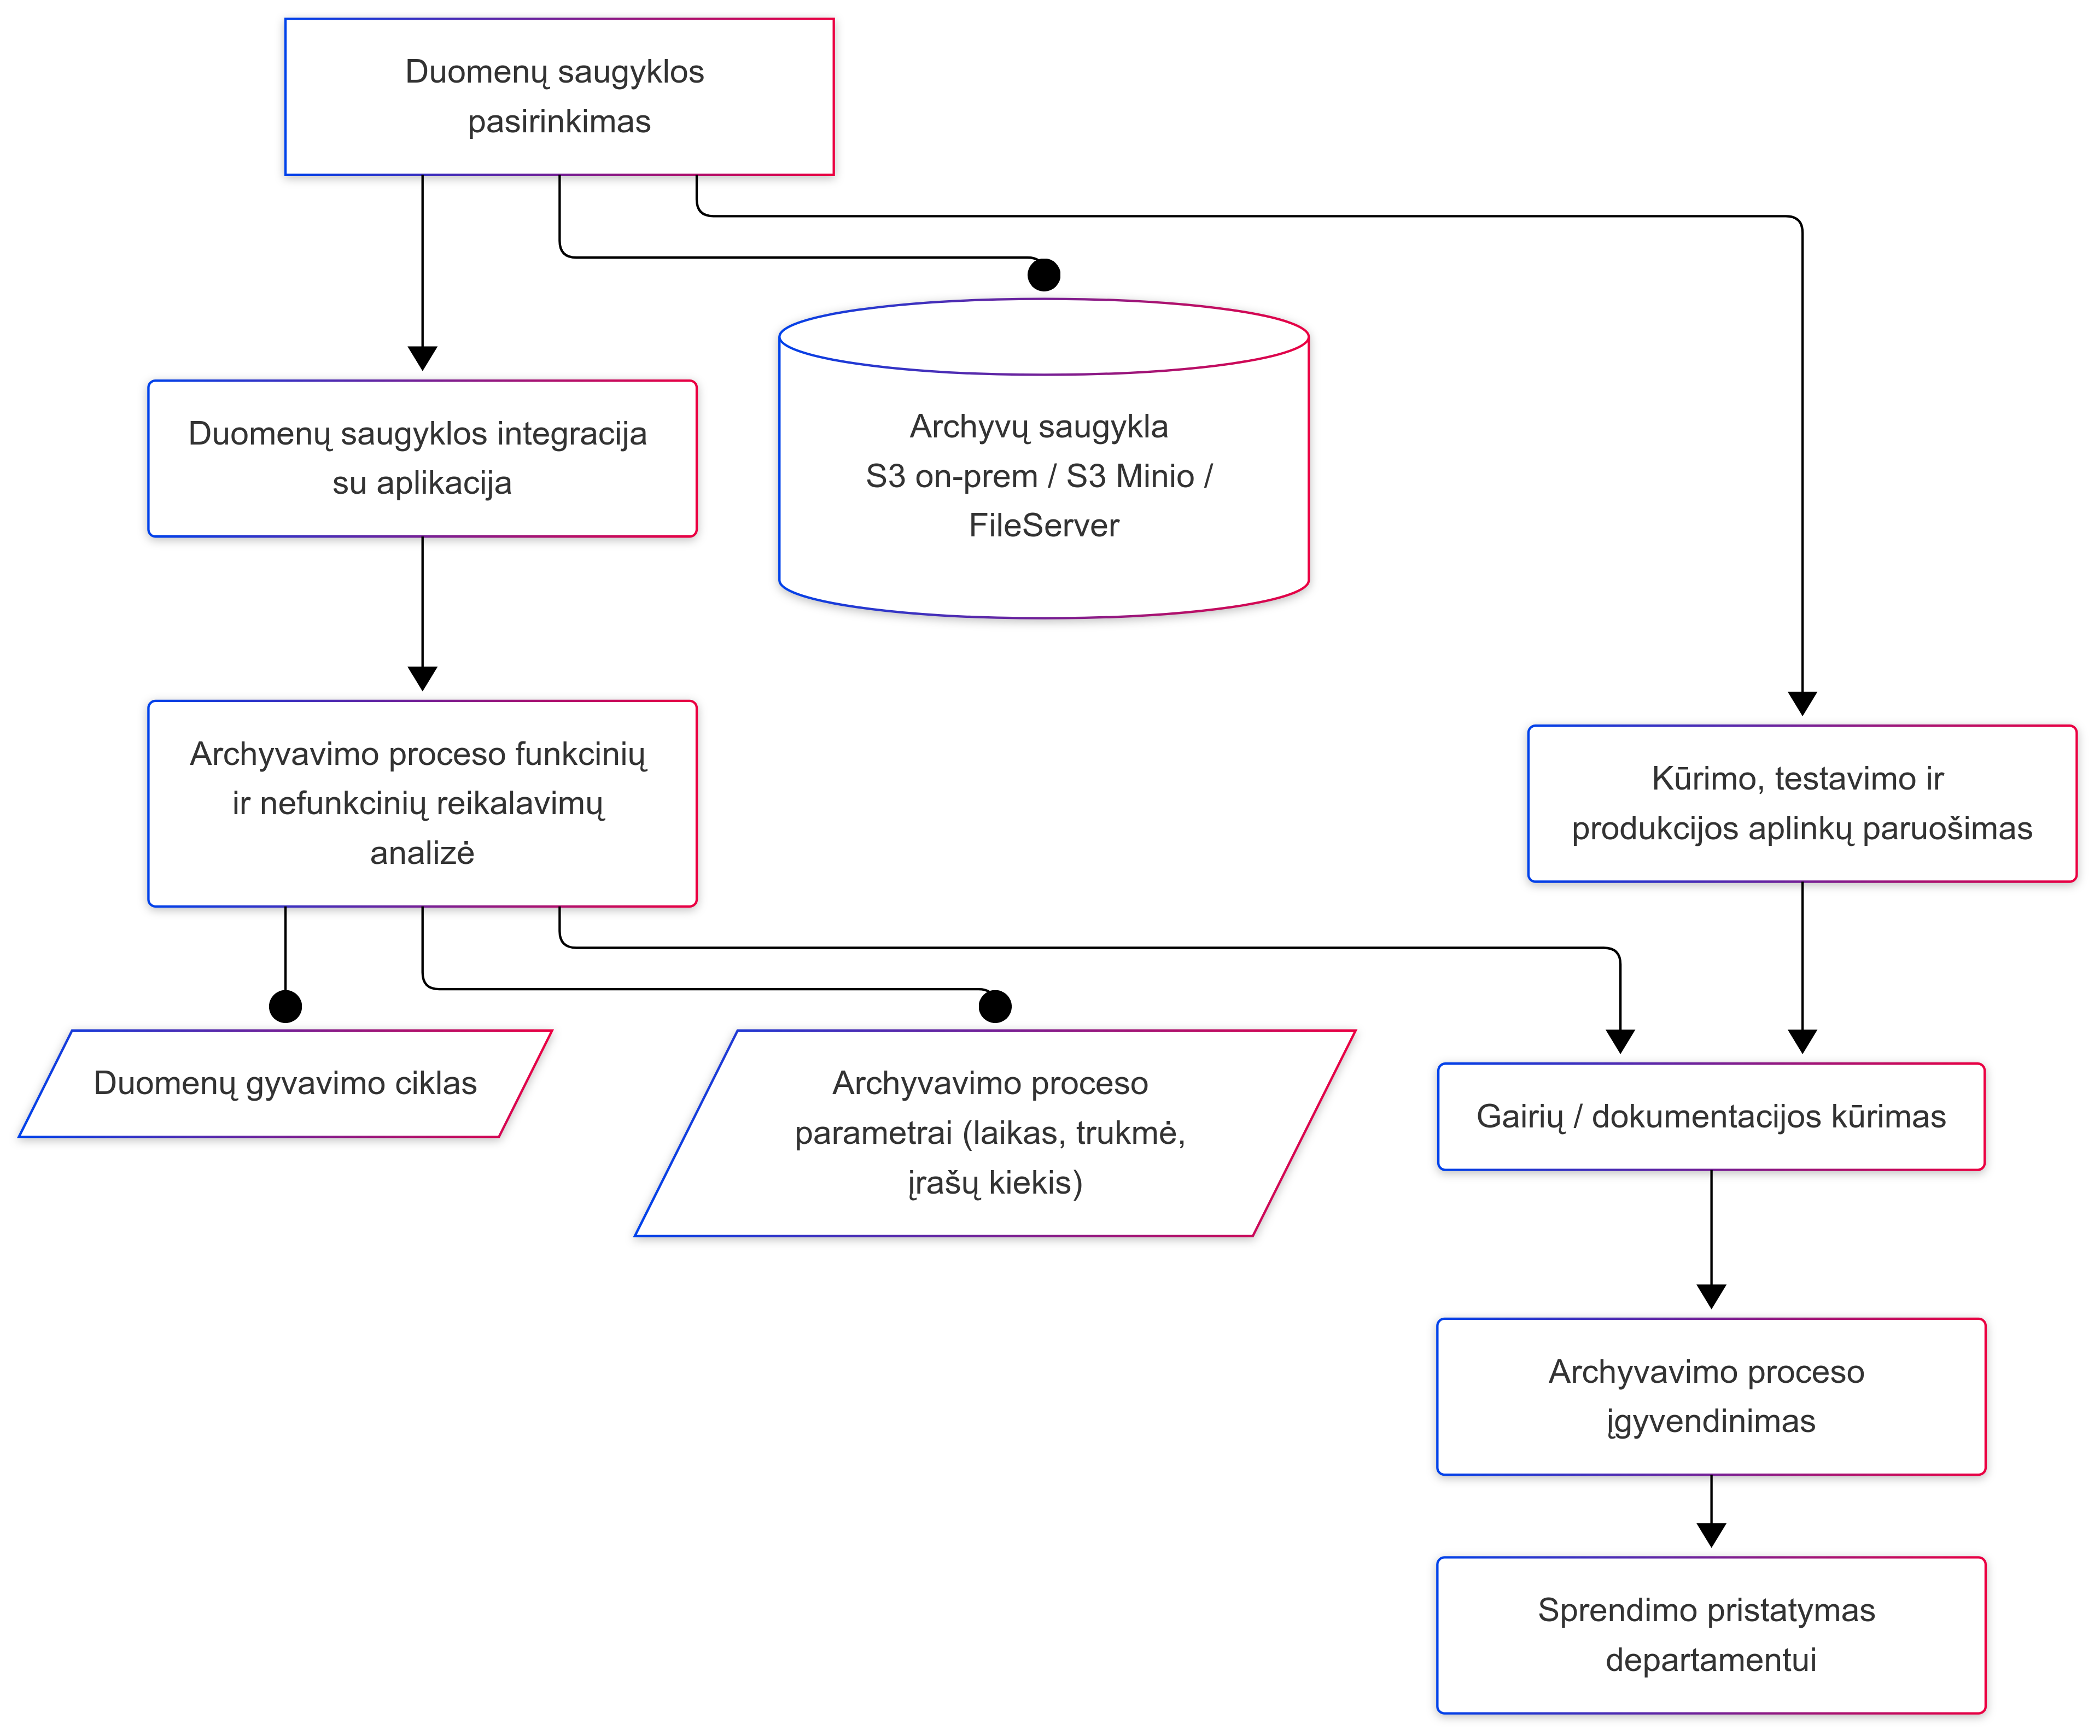 Duomenų saugyklos
pasirinkimas
Duomenų saugyklos integracija
su aplikacija
Archyvų saugykla
S3 on-prem / S3 Minio /
FileServer
Archyvavimo proceso funkcinių
ir nefunkcinių reikalavimų
analizė
Kūrimo, testavimo ir
produkcijos aplinkų paruošimas
Duomenų gyvavimo ciklas
Archyvavimo proceso
parametrai (laikas, trukmė,
įrašų kiekis)
Gairių / dokumentacijos kūrimas
Archyvavimo proceso
įgyvendinimas
Sprendimo pristatymas
departamentui